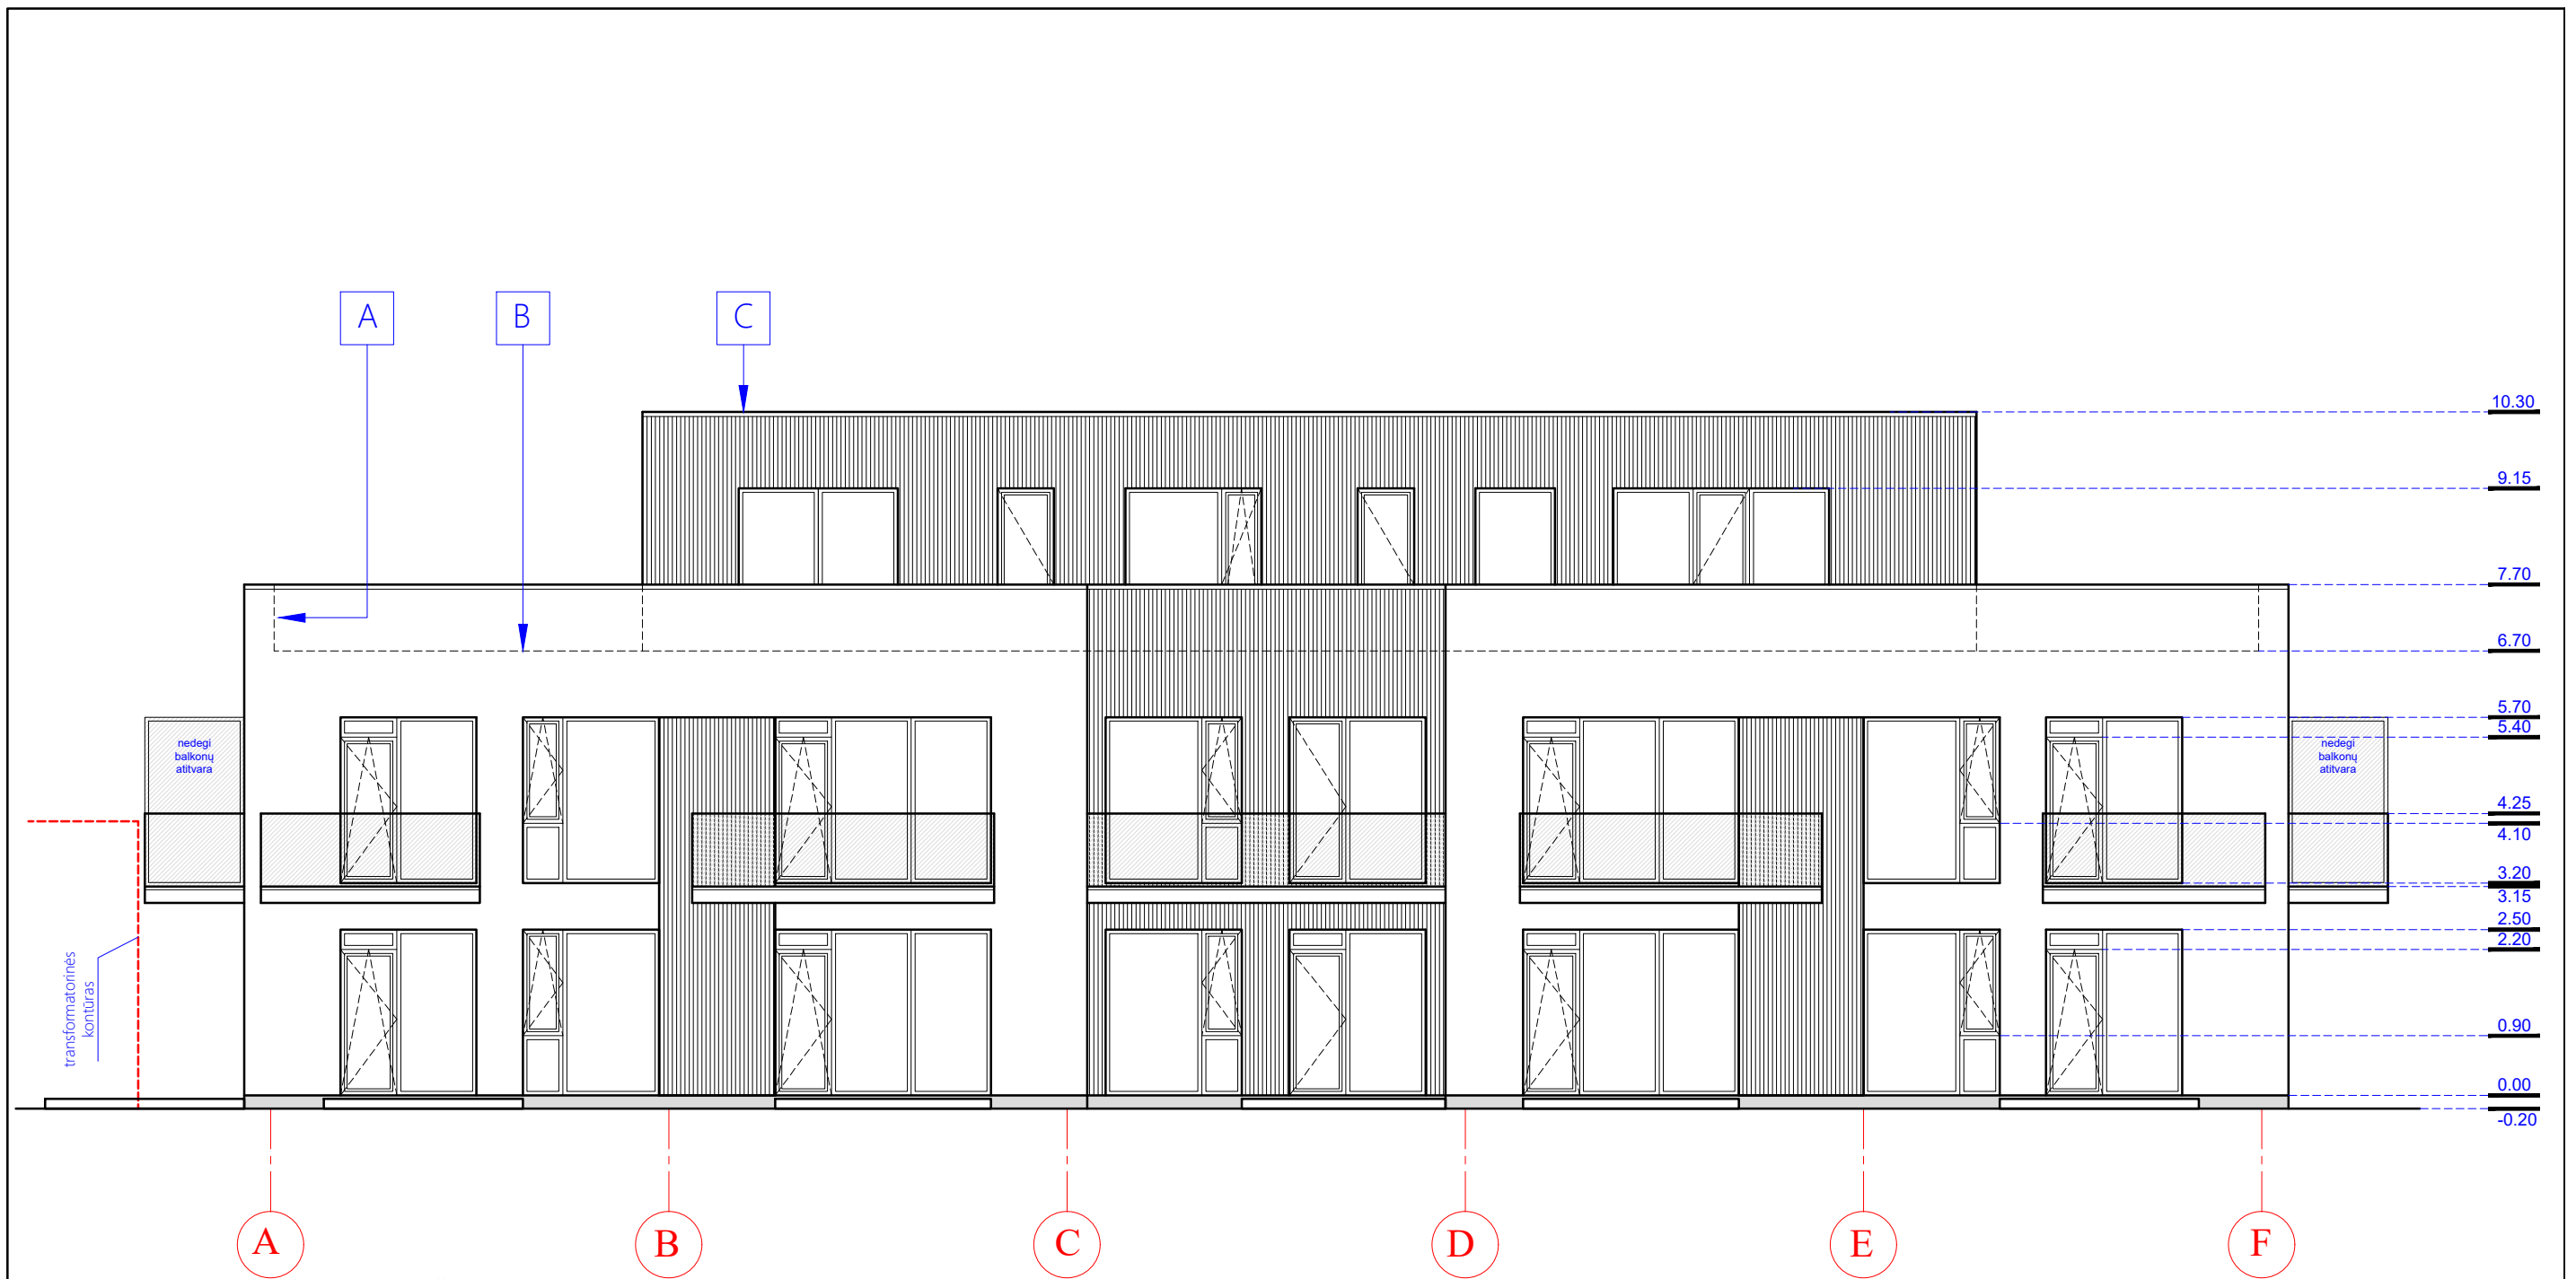 A
B
C
10.30
9.15
7.70
6.70
5.70
5.40
nedegi
balkonų
atitvara
nedegi
balkonų
atitvara
4.25
4.10
3.20
3.15
2.50
2.20
transformatorinės
kontūras
0.90
0.00
-0.20
A
B
C
D
E
F